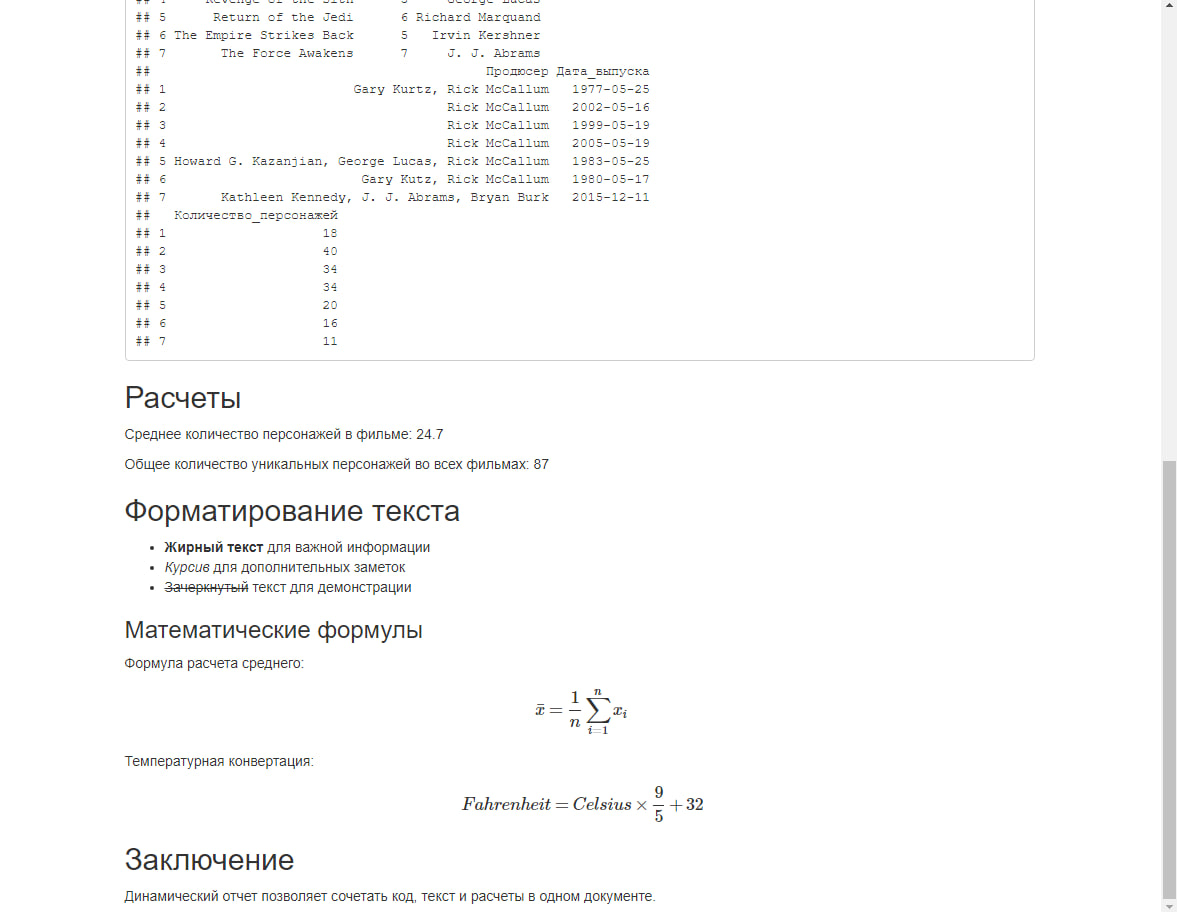 ## 4 Revenge of the Sith 3 George Lucas
## 5 Return of the Jedi 6 Richard Marquand
## 6 The Empire Strikes Back 5 Irvin Kershner
## 7 The Force Awakens 7 J. J. Abrams
## Продюсер Дата_выпуска
## 1 Gary Kurtz, Rick McCallum 1977-05-25
## 2 Rick McCallum 2002-05-16
## 3 Rick McCallum 1999-05-19
## 4 Rick McCallum 2005-05-19
## 5 Howard G. Kazanjian, George Lucas, Rick McCallum 1983-05-25
## 6 Gary Kutz, Rick McCallum 1980-05-17
## 7 Kathleen Kennedy, J. J. Abrams, Bryan Burk 2015-12-11
## Количество_персонажей
## 1 18
## 2 40
## 3 34
## 4 34
## 5 20
## 6 16
## 7 11
Расчеты
Среднее количество персонажей в фильме: 24.7
Общее количество уникальных персонажей во всех фильмах: 87
Форматирование текста
• Жирный текст для важной информации
• Курсив для дополнительных заметок
• Зачеркнутый текст для демонстрации
Математические формулы
Формула расчета среднего:
x̄ = 1/n ∑_{i=1}^{n} x_i
Температурная конвертация:
Fahrenheit = Celsius × 9/5 + 32
Заключение
Динамический отчет позволяет сочетать код, текст и расчеты в одном документе.